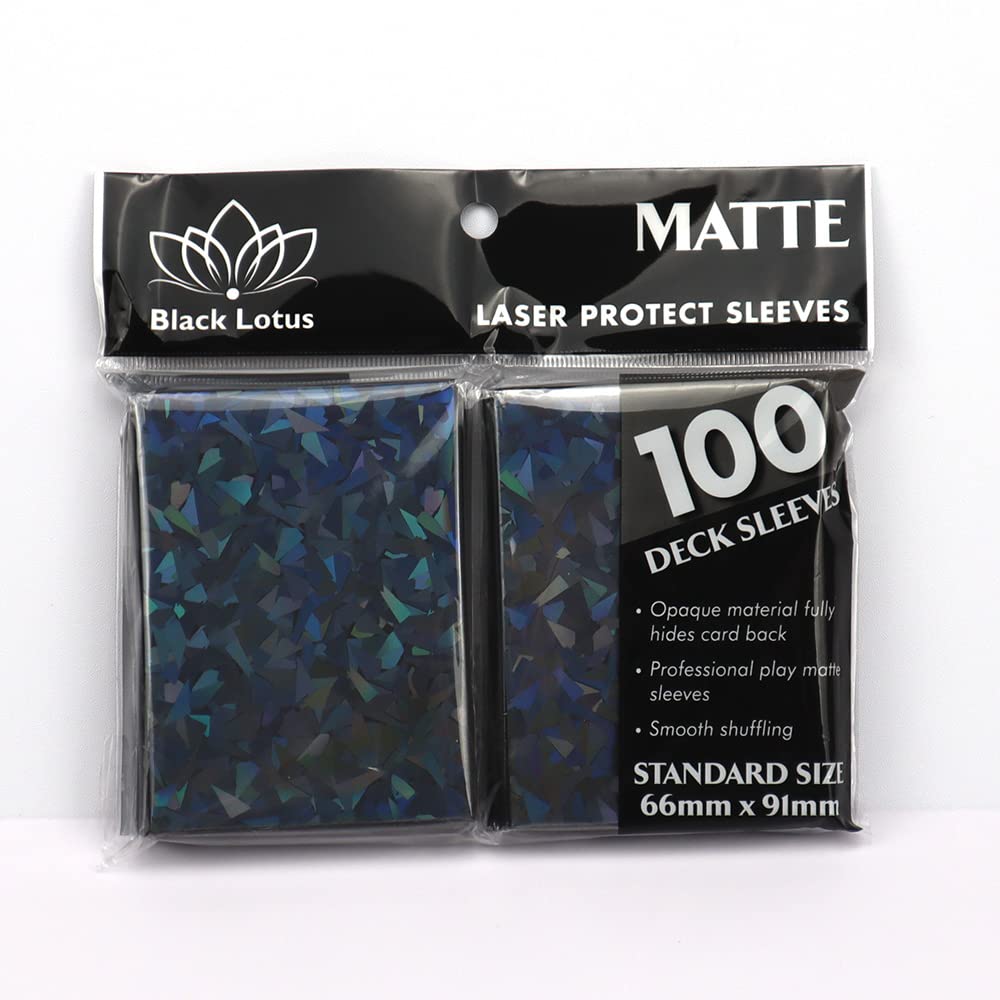 Black Lotus
MATTE
LASER PROTECT SLEEVES
100
DECK SLEEVES
• Opaque material fully
hides card back
• Professional play matte
sleeves
• Smooth shuffling
STANDARD SIZE
66mm x 91mm